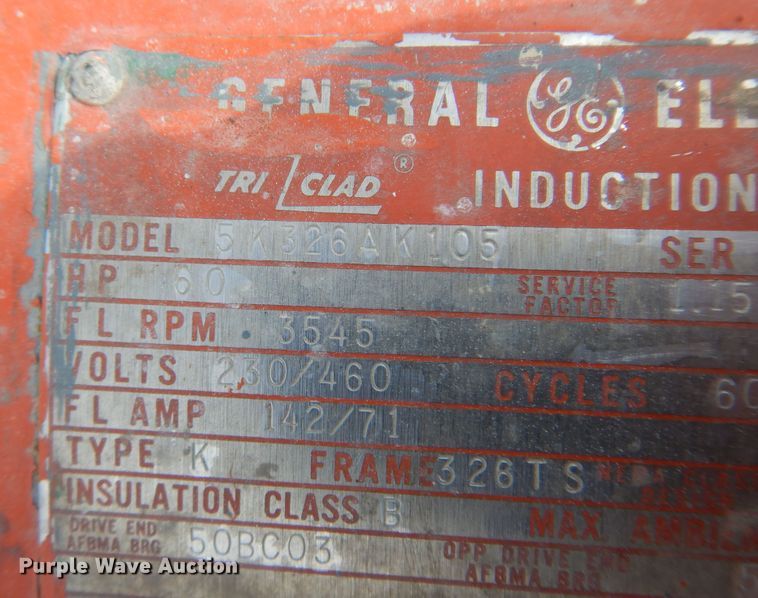 GENERAL GE ELE
TRI CLAD ® INDUCTION
MODEL 5K326AK105 SER
HP 60 SERVICE FACTOR 1.15
FL RPM 3545
VOLTS 230/460 CYCLES 60
FL AMP 142/71
TYPE K FRAME 326TS
INSULATION CLASS B MAX AMBIE
DRIVE END AFBMA BRG 50BC03 OPP DRIVE END AFBMA BRG
Purple Wave Auction